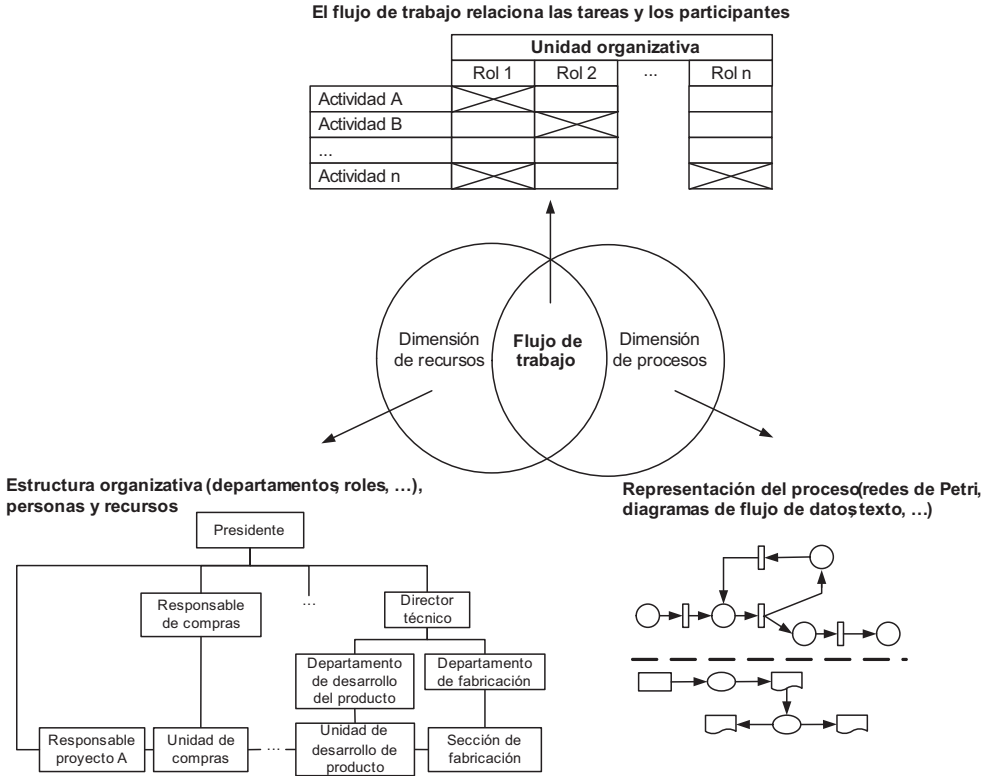 El flujo de trabajo relaciona las tareas y los participantes
Unidad organizativa
Rol 1 Rol 2 ... Rol n
Actividad A
Actividad B
...
Actividad n
Dimensión
de recursos
Flujo de
trabajo
Dimensión
de procesos
Estructura organizativa (departamentos, roles, ...),
personas y recursos
Presidente
Responsable
de compras
...
Director
técnico
Departamento
de desarrollo
del producto
Departamento
de fabricación
Responsable
proyecto A
Unidad de
compras
...
Unidad de
desarrollo de
producto
Sección de
fabricación
Representación del proceso(redes de Petri,
diagramas de flujo de datos, texto, ...)